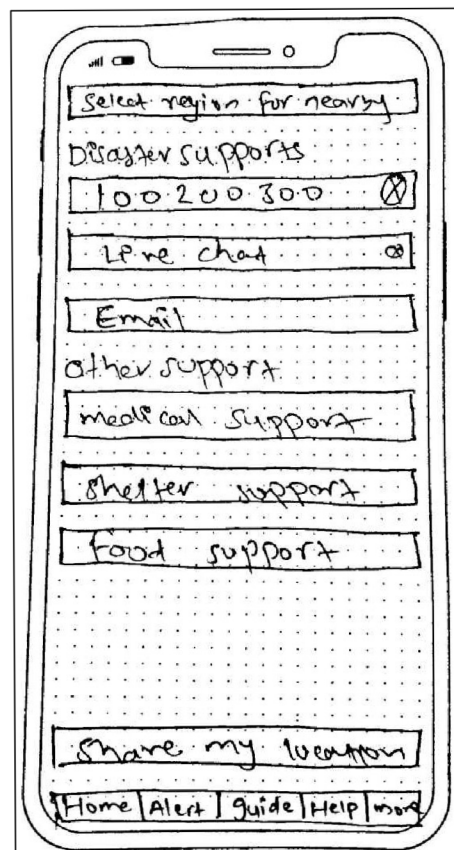 Select region for nearby
Disaster supports
100 200 300
Live chat
Email
other support
medical support
shelter support
food support
Share my location
Home Alert guide Help more